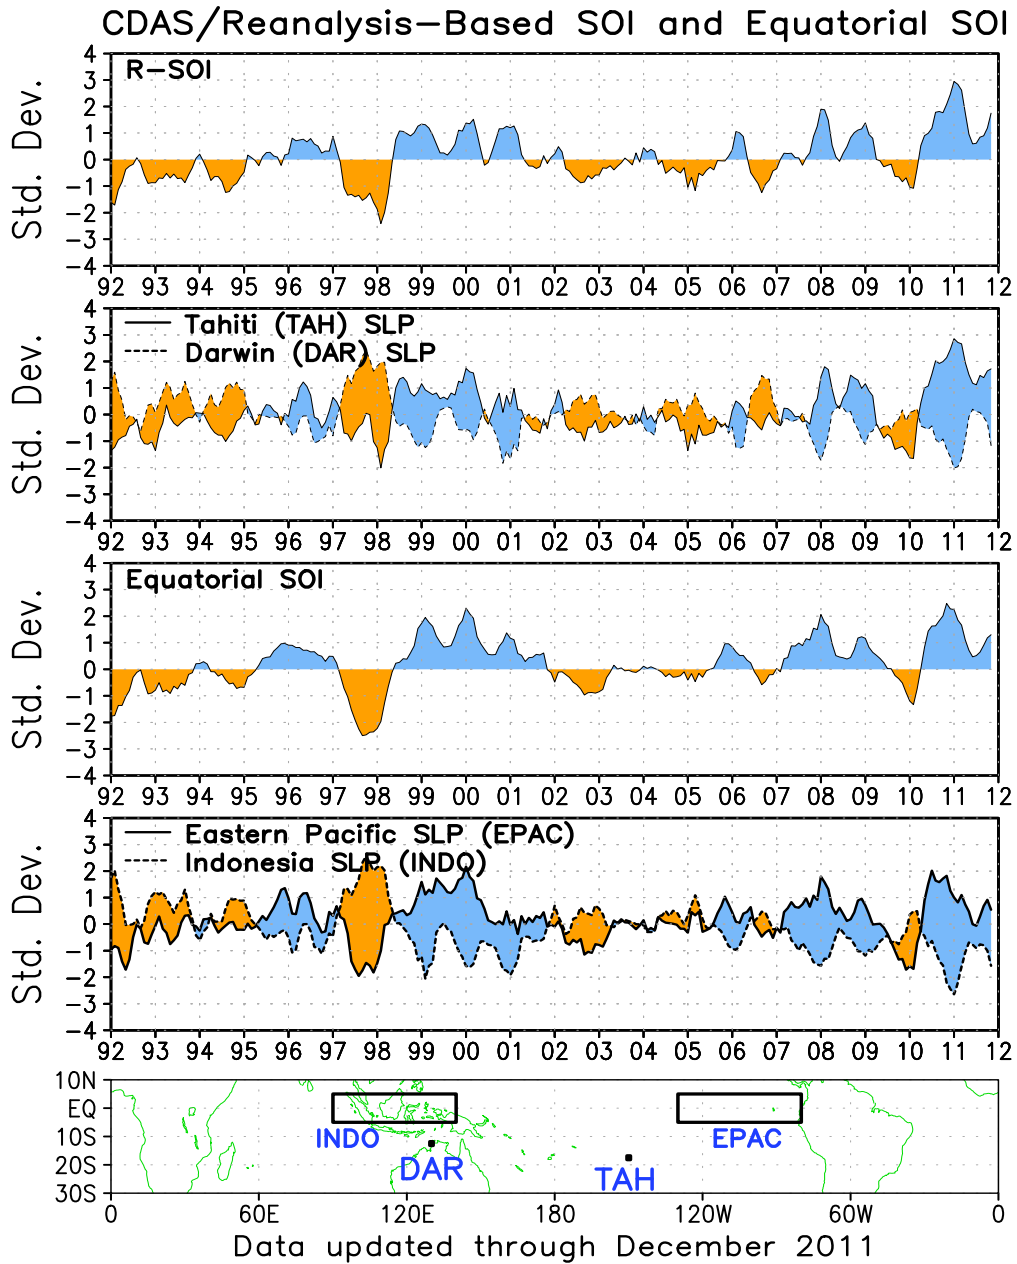 CDAS/Reanalysis-Based SOI and Equatorial SOI
R-SOI
Std. Dev.
4
3
2
1
0
-1
-2
-3
-4
92 93 94 95 96 97 98 99 00 01 02 03 04 05 06 07 08 09 10 11 12
Tahiti (TAH) SLP
Darwin (DAR) SLP
Std. Dev.
4
3
2
1
0
-1
-2
-3
-4
92 93 94 95 96 97 98 99 00 01 02 03 04 05 06 07 08 09 10 11 12
Equatorial SOI
Std. Dev.
4
3
2
1
0
-1
-2
-3
-4
92 93 94 95 96 97 98 99 00 01 02 03 04 05 06 07 08 09 10 11 12
Eastern Pacific SLP (EPAC)
Indonesia SLP (INDO)
Std. Dev.
4
3
2
1
0
-1
-2
-3
-4
92 93 94 95 96 97 98 99 00 01 02 03 04 05 06 07 08 09 10 11 12
10N
EQ
10S
20S
30S
INDO
EPAC
DAR
TAH
0 60E 120E 180 120W 60W 0
Data updated through December 2011